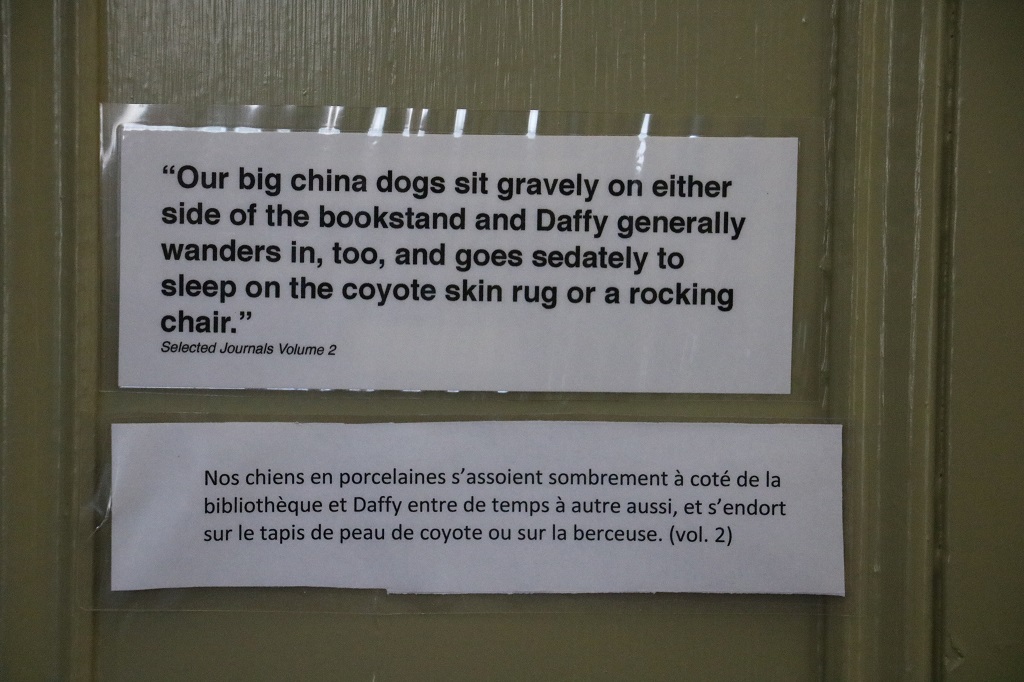 “Our big china dogs sit gravely on either
side of the bookstand and Daffy generally
wanders in, too, and goes sedately to
sleep on the coyote skin rug or a rocking
chair.”
Selected Journals Volume 2
Nos chiens en porcelaines s’assoient sombrement à coté de la
bibliothèque et Daffy entre de temps à autre aussi, et s’endort
sur le tapis de peau de coyote ou sur la berceuse. (vol. 2)